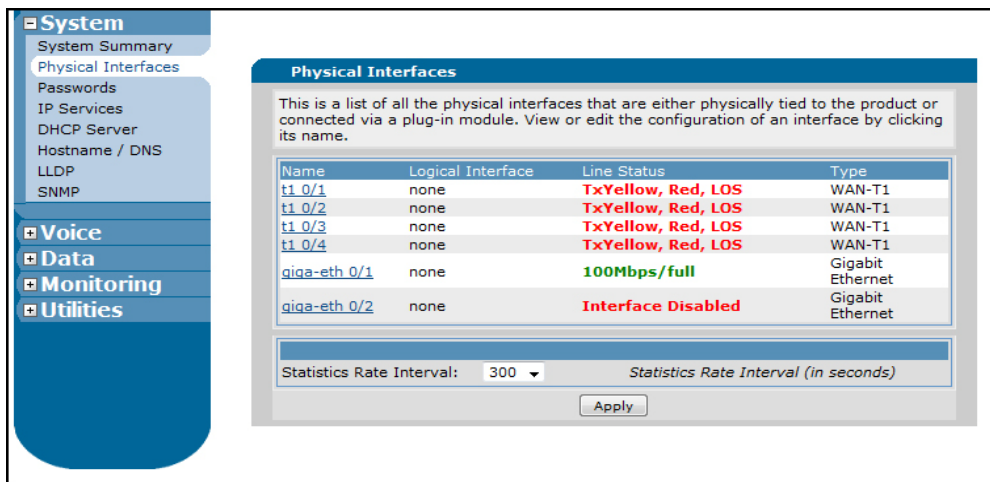 System
System Summary
Physical Interfaces
Passwords
IP Services
DHCP Server
Hostname / DNS
LLDP
SNMP
Voice
Data
Monitoring
Utilities
Physical Interfaces
This is a list of all the physical interfaces that are either physically tied to the product or
connected via a plug-in module. View or edit the configuration of an interface by clicking
its name.
Name Logical Interface Line Status Type
t1 0/1 none TxYellow, Red, LOS WAN-T1
t1 0/2 none TxYellow, Red, LOS WAN-T1
t1 0/3 none TxYellow, Red, LOS WAN-T1
t1 0/4 none TxYellow, Red, LOS WAN-T1
giga-eth 0/1 none 100Mbps/full Gigabit
Ethernet
giga-eth 0/2 none Interface Disabled Gigabit
Ethernet
Statistics Rate Interval: 300 Statistics Rate Interval (in seconds)
Apply